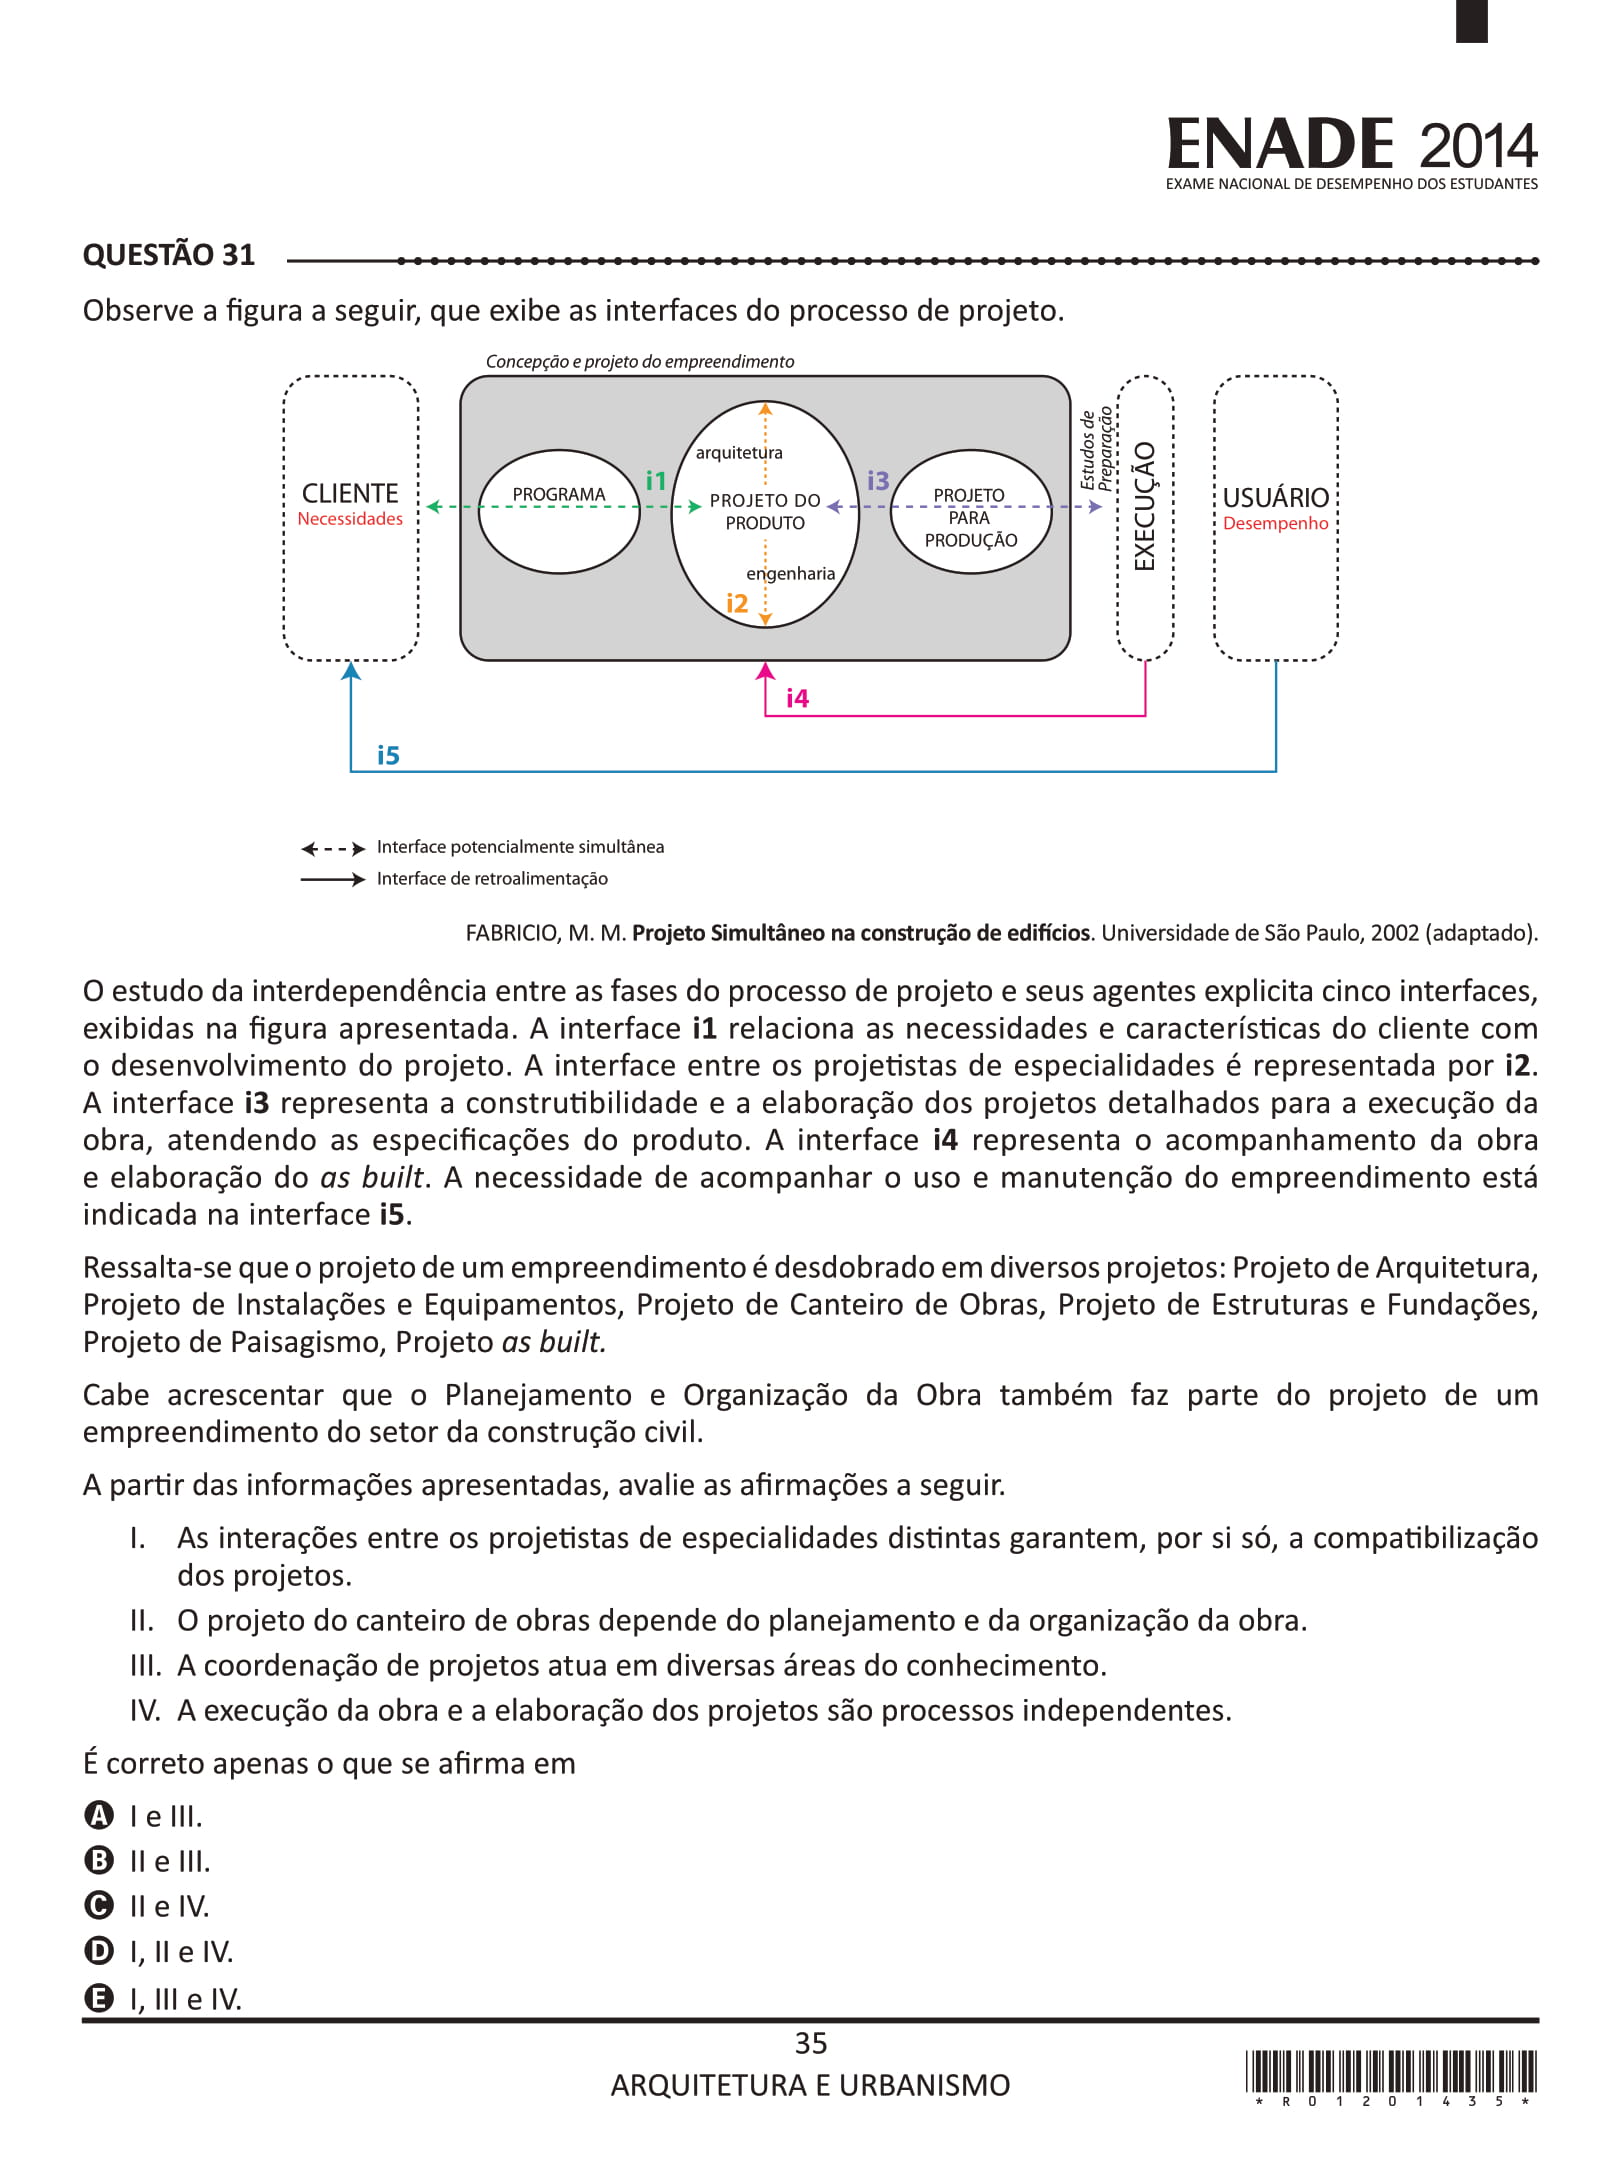 ENADE 2014
EXAME NACIONAL DE DESEMPENHO DOS ESTUDANTES
QUESTÃO 31
Observe a figura a seguir, que exibe as interfaces do processo de projeto.
Concepção e projeto do empreendimento
CLIENTE
Necessidades
PROGRAMA
i1
arquitetura
PROJETO DO
PRODUTO
engenharia
i2
i3
PROJETO
PARA
PRODUÇÃO
Estudos de
Preparação
EXECUÇÃO
USUÁRIO
Desempenho
i4
i5
Interface potencialmente simultânea
Interface de retroalimentação
FABRICIO, M. M. Projeto Simultâneo na construção de edifícios. Universidade de São Paulo, 2002 (adaptado).
O estudo da interdependência entre as fases do processo de projeto e seus agentes explicita cinco interfaces,
exibidas na figura apresentada. A interface i1 relaciona as necessidades e características do cliente com
o desenvolvimento do projeto. A interface entre os projetistas de especialidades é representada por i2.
A interface i3 representa a construtibilidade e a elaboração dos projetos detalhados para a execução da
obra, atendendo as especificações do produto. A interface i4 representa o acompanhamento da obra
e elaboração do as built. A necessidade de acompanhar o uso e manutenção do empreendimento está
indicada na interface i5.
Ressalta-se que o projeto de um empreendimento é desdobrado em diversos projetos: Projeto de Arquitetura,
Projeto de Instalações e Equipamentos, Projeto de Canteiro de Obras, Projeto de Estruturas e Fundações,
Projeto de Paisagismo, Projeto as built.
Cabe acrescentar que o Planejamento e Organização da Obra também faz parte do projeto de um
empreendimento do setor da construção civil.
A partir das informações apresentadas, avalie as afirmações a seguir.
I. As interações entre os projetistas de especialidades distintas garantem, por si só, a compatibilização
dos projetos.
II. O projeto do canteiro de obras depende do planejamento e da organização da obra.
III. A coordenação de projetos atua em diversas áreas do conhecimento.
IV. A execução da obra e a elaboração dos projetos são processos independentes.
É correto apenas o que se afirma em
A I e III.
B II e III.
C II e IV.
D I, II e IV.
E I, III e IV.
35
ARQUITETURA E URBANISMO
*R01201435*